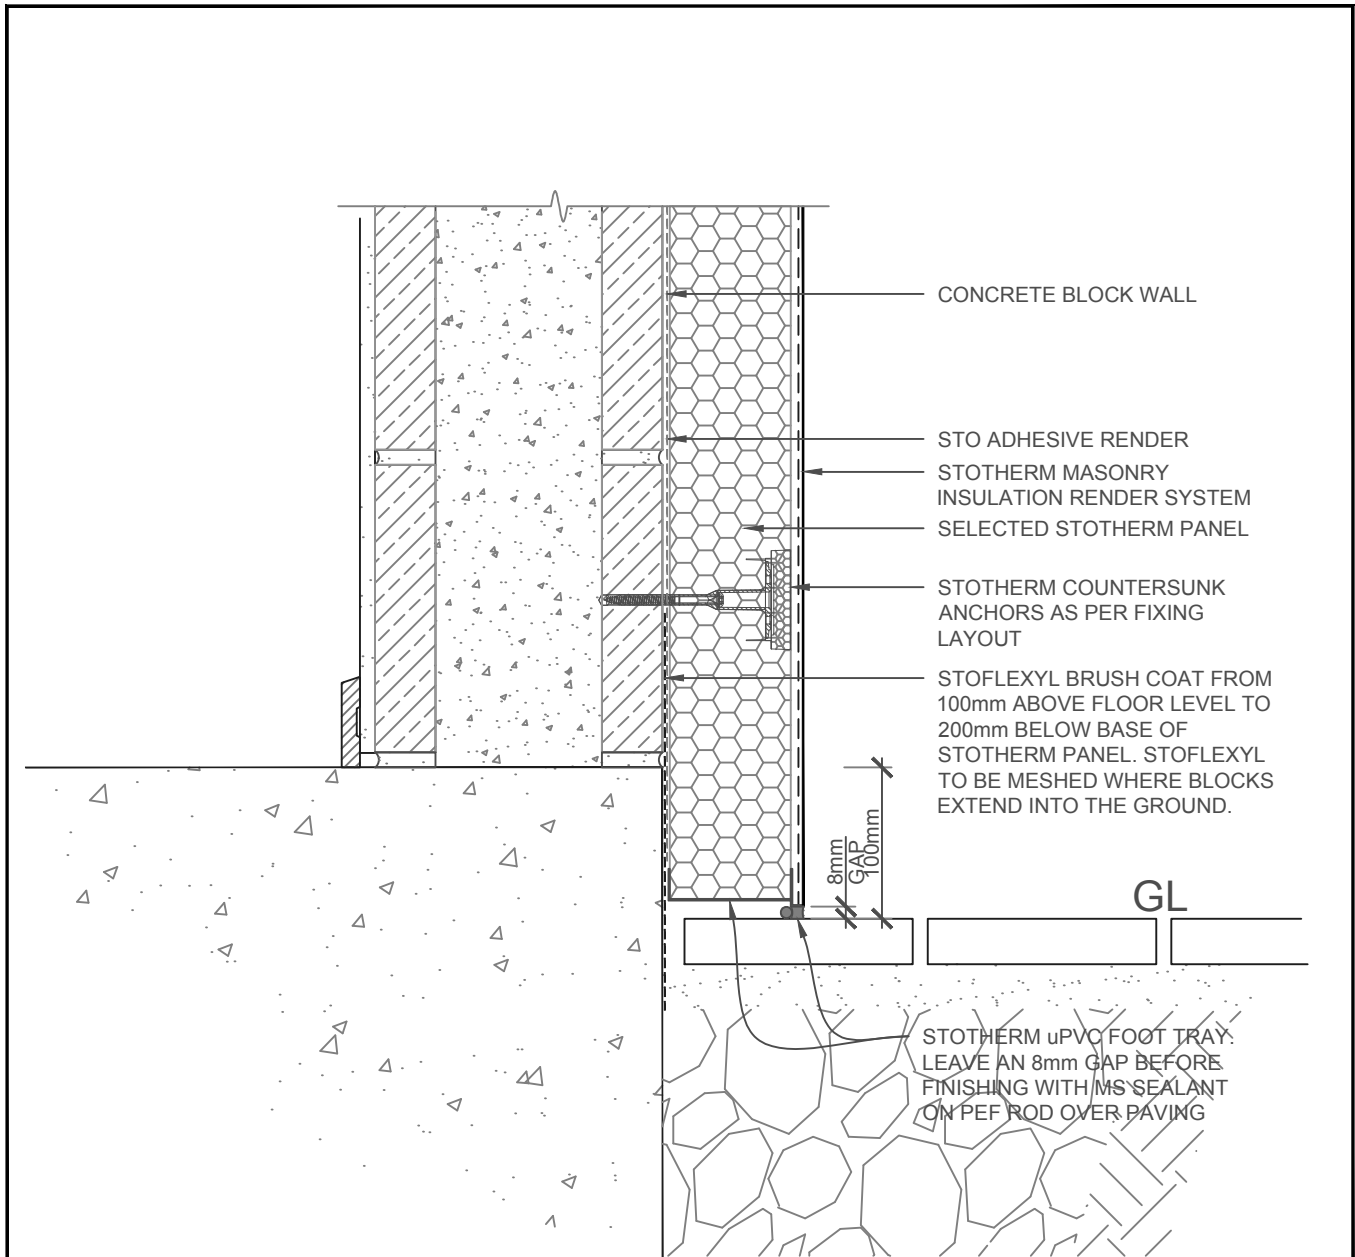 CONCRETE BLOCK WALL
STO ADHESIVE RENDER
STOTHERM MASONRY
INSULATION RENDER SYSTEM
SELECTED STOTHERM PANEL
STOTHERM COUNTERSUNK
ANCHORS AS PER FIXING
LAYOUT
STOFLEXYL BRUSH COAT FROM
100mm ABOVE FLOOR LEVEL TO
200mm BELOW BASE OF
STOTHERM PANEL. STOFLEXYL
TO BE MESHED WHERE BLOCKS
EXTEND INTO THE GROUND.
8mm
GAP
100mm
GL
STOTHERM uPVC FOOT TRAY.
LEAVE AN 8mm GAP BEFORE
FINISHING WITH MS SEALANT
ON PEF ROD OVER PAVING